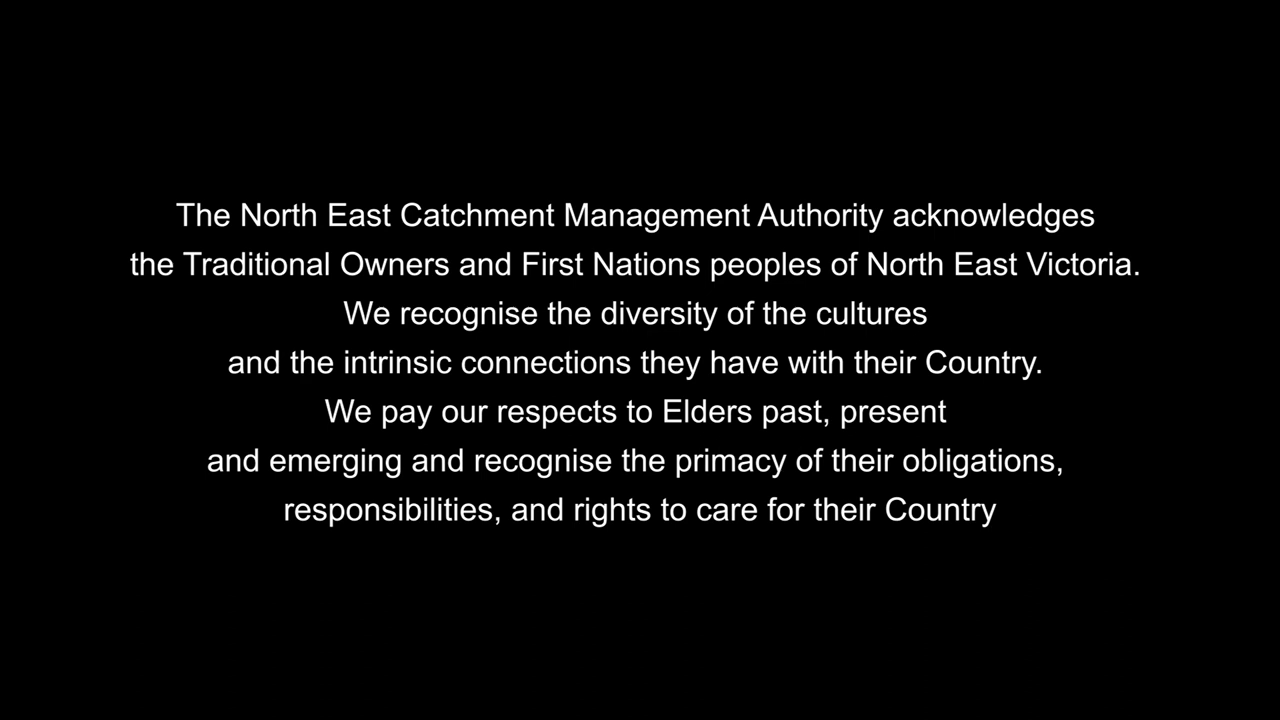 The North East Catchment Management Authority acknowledges
the Traditional Owners and First Nations peoples of North East Victoria.
We recognise the diversity of the cultures
and the intrinsic connections they have with their Country.
We pay our respects to Elders past, present
and emerging and recognise the primacy of their obligations,
responsibilities, and rights to care for their Country